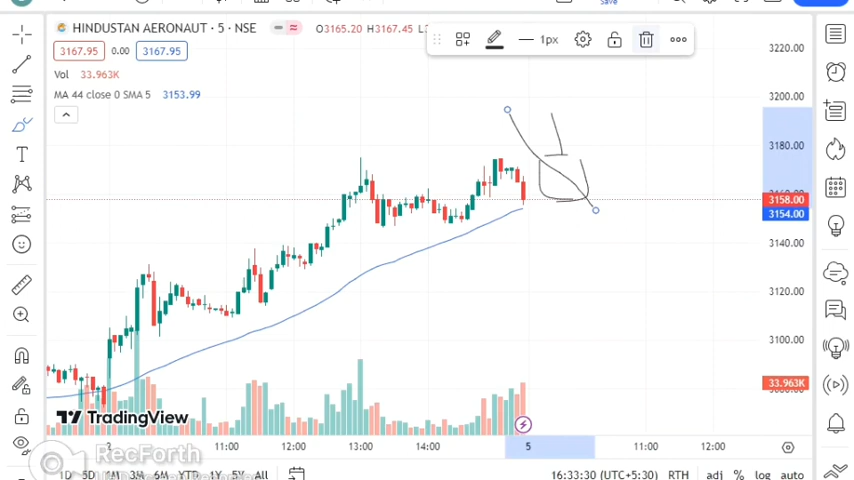 Save
HINDUSTAN AERONAUT · 5 · NSE O3165.20 H3167.45
1px
3167.95 0.00 3167.95
Vol 33.963K
MA 44 close 0 SMA 5 3153.99
3220.00
3200.00
3180.00
3158.00
3154.00
3140.00
3120.00
3100.00
33.963K
TradingView
2 11:00 12:00 13:00 14:00 5 11:00 12:00
RecForth
1D 5D 1M 3M 6M YTD 1Y 5Y All 16:33:30 (UTC+5:30) RTH adj % log auto